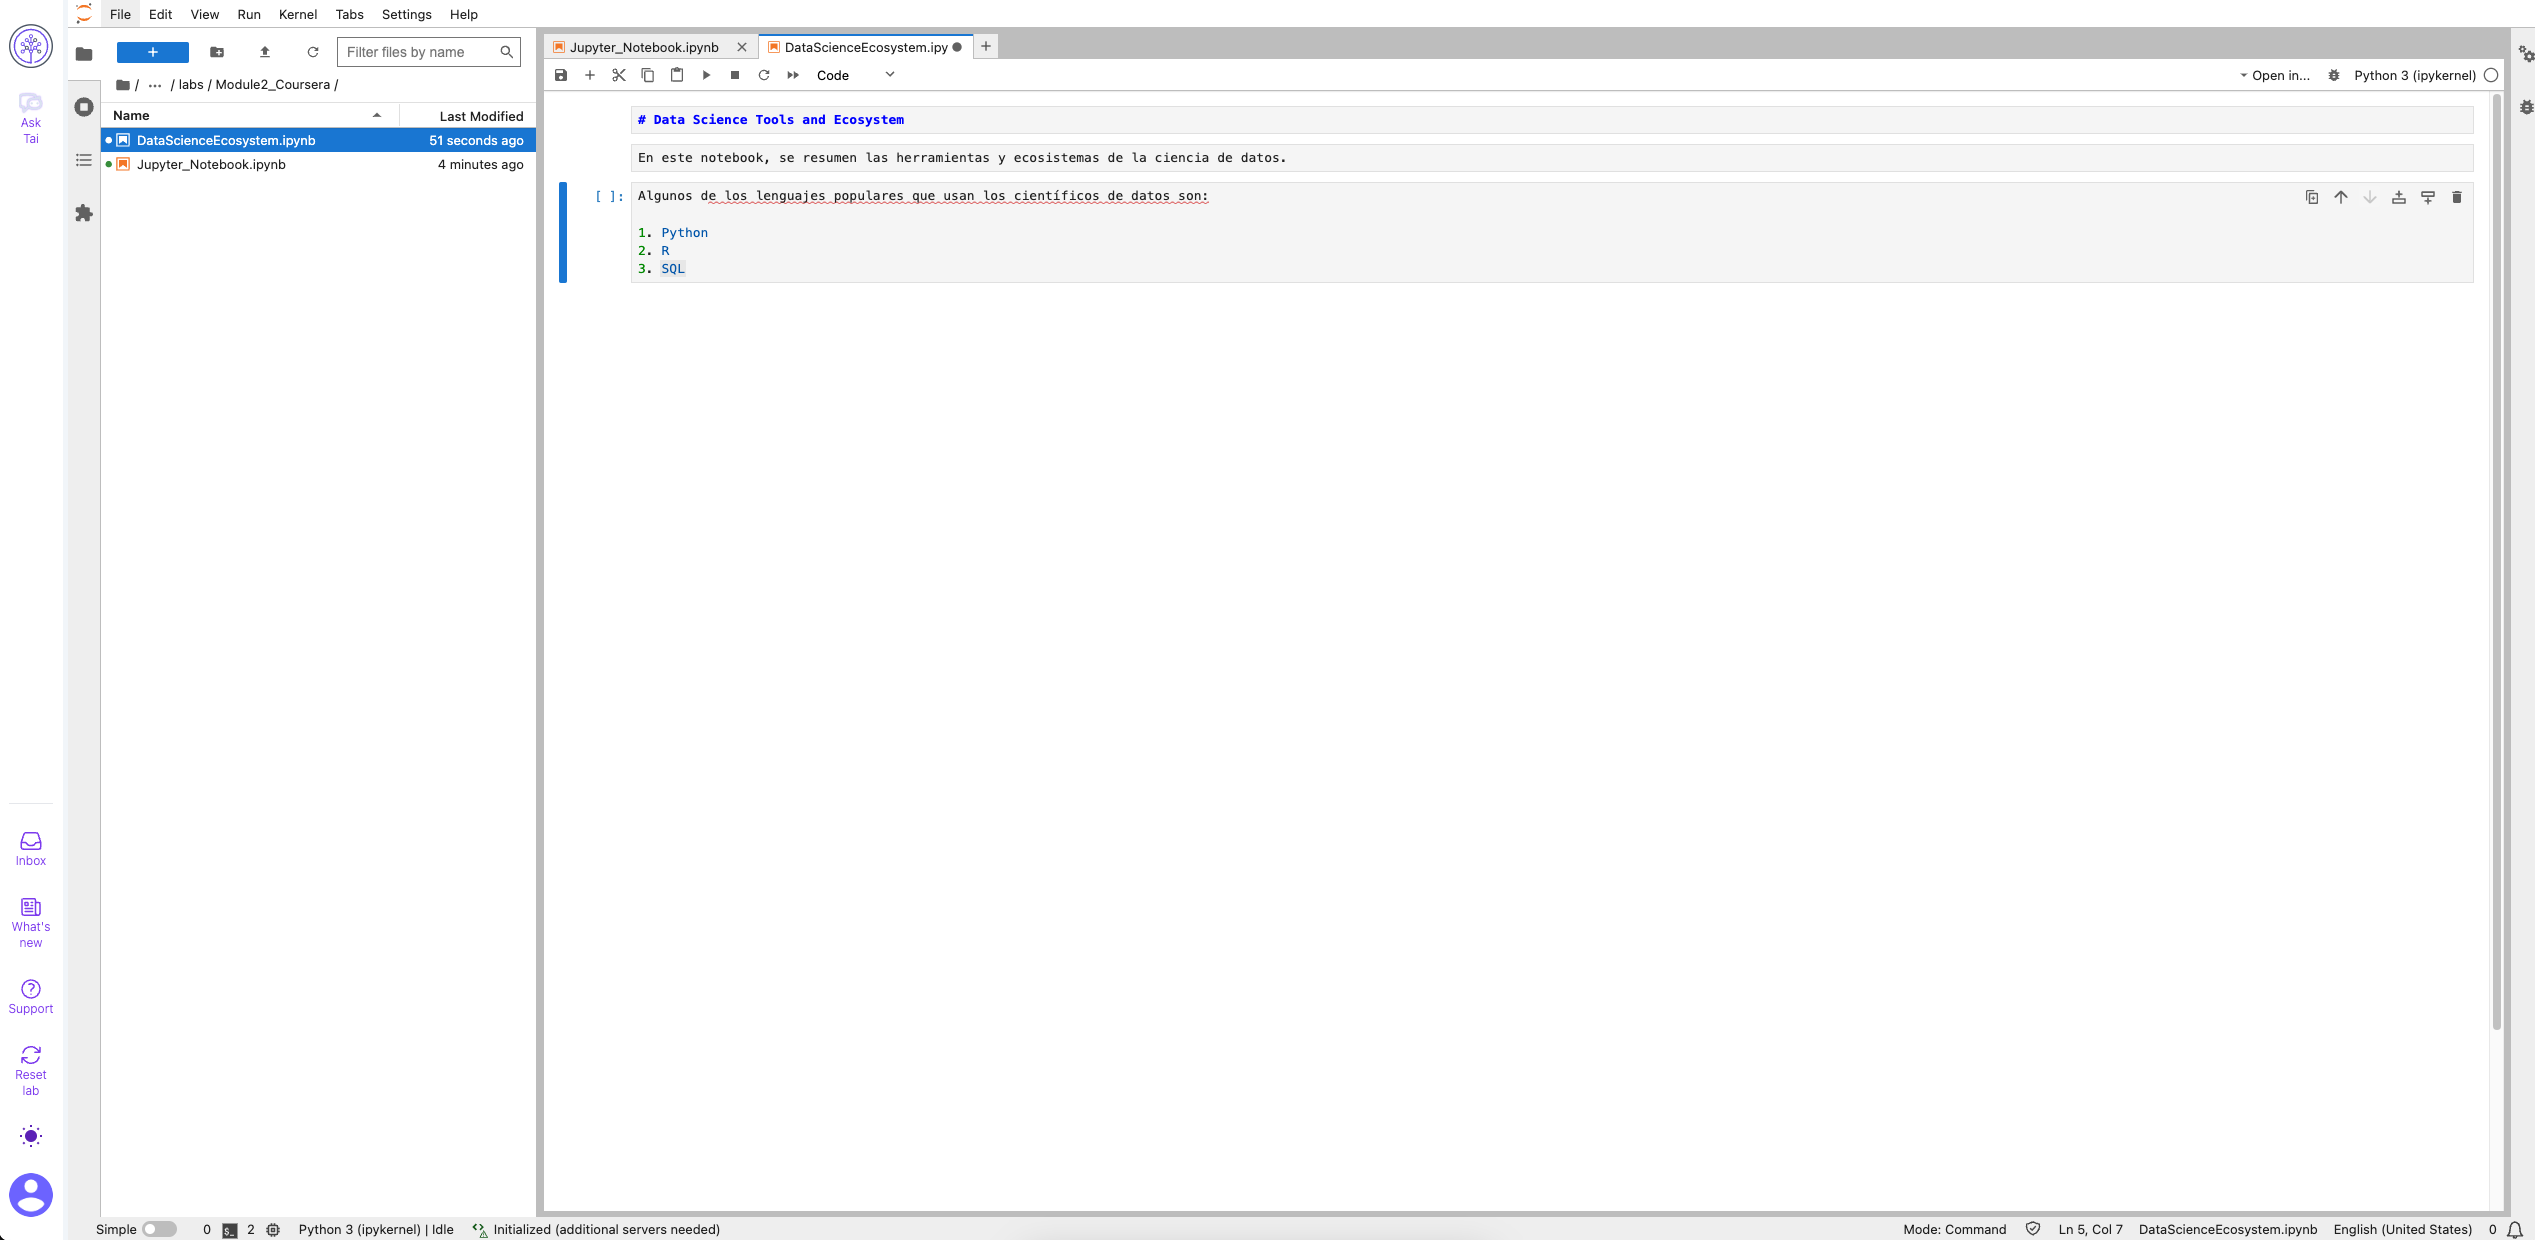 File Edit View Run Kernel Tabs Settings Help
Ask
Tai
Filter files by name
/ ... / labs / Module2_Coursera /
Name Last Modified
DataScienceEcosystem.ipynb 51 seconds ago
Jupyter_Notebook.ipynb 4 minutes ago
Jupyter_Notebook.ipynb DataScienceEcosystem.ipy
Code Open in... Python 3 (ipykernel)
# Data Science Tools and Ecosystem
En este notebook, se resumen las herramientas y ecosistemas de la ciencia de datos.
[ ]: Algunos de los lenguajes populares que usan los científicos de datos son:
1. Python
2. R
3. SQL
Inbox
What's
new
Support
Reset
lab
Simple 0 $_ 2 Python 3 (ipykernel) | Idle Initialized (additional servers needed) Mode: Command Ln 5, Col 7 DataScienceEcosystem.ipynb English (United States) 0